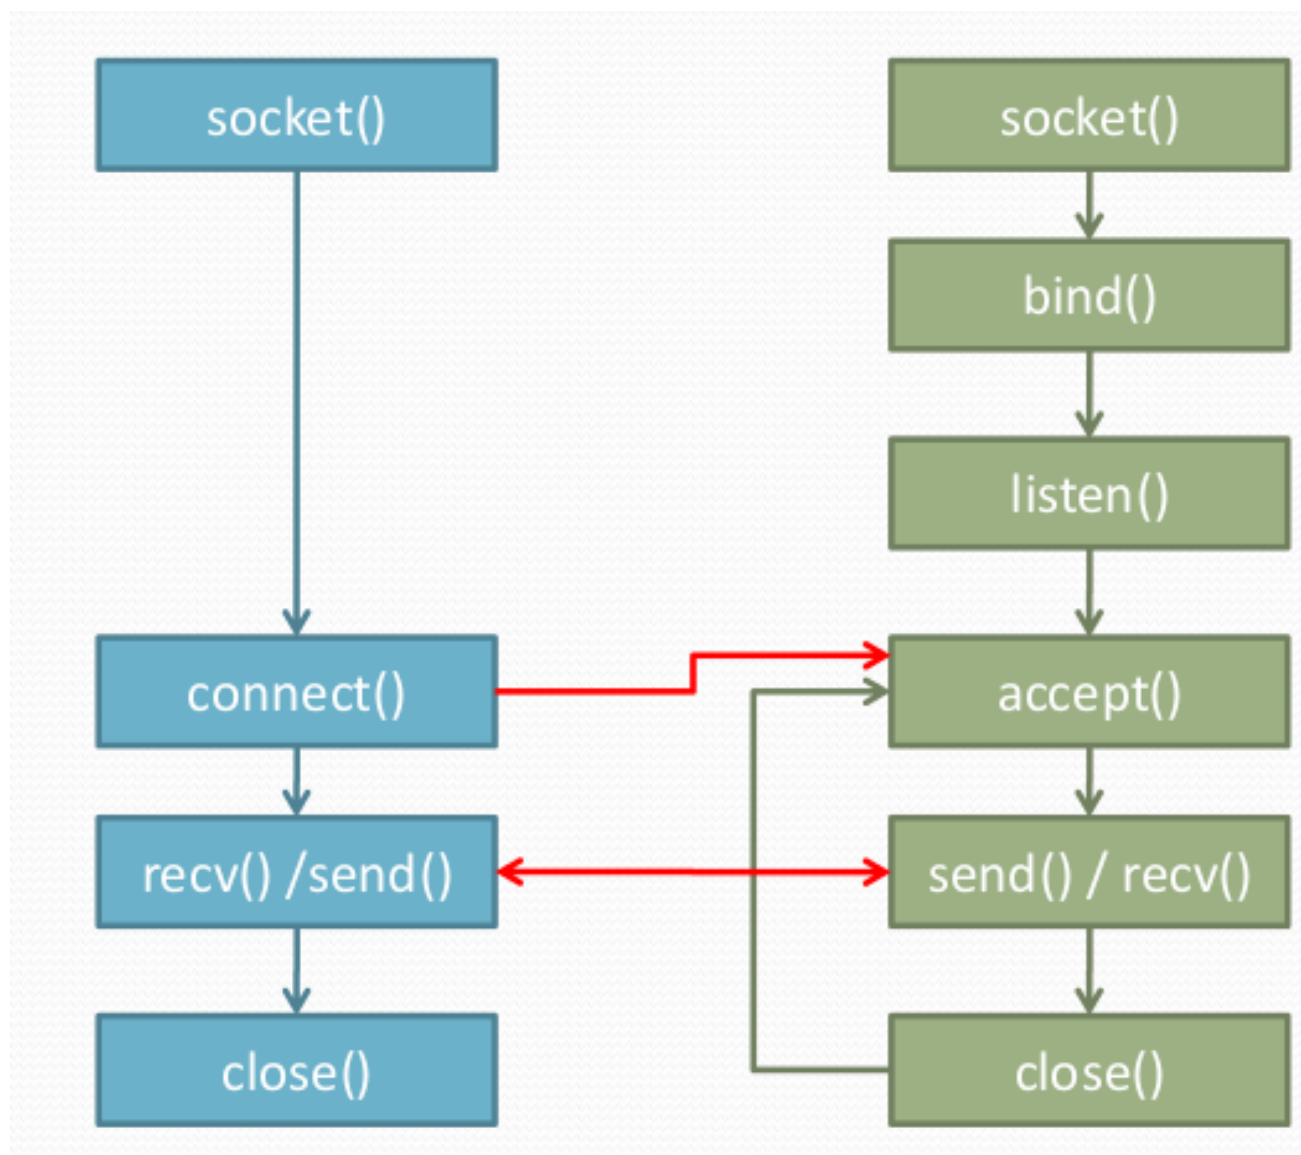 socket()
socket()
bind()
listen()
connect()
accept()
recv() /send()
send() / recv()
close()
close()